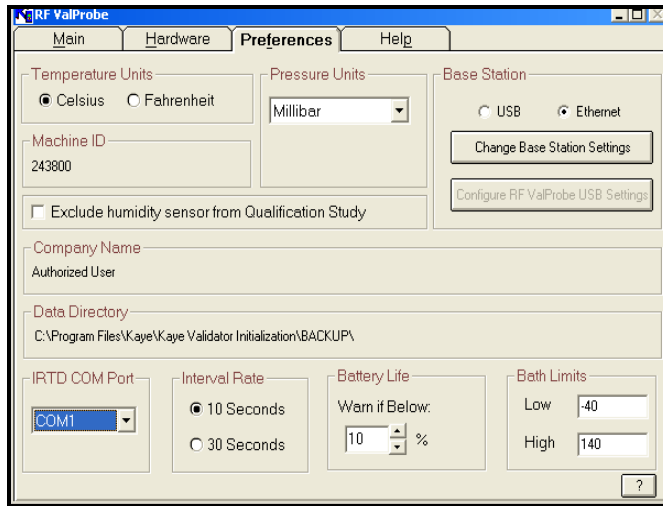 RF ValProbe
Main Hardware Preferences Help
Temperature Units Pressure Units Base Station
Celsius Fahrenheit Millibar USB Ethernet
Machine ID
243800
Change Base Station Settings
Configure RF ValProbe USB Settings
Exclude humidity sensor from Qualification Study
Company Name
Authorized User
Data Directory
C:\Program Files\Kaye\Kaye Validator Initialization\BACKUP\
IRTD COM Port Interval Rate Battery Life Bath Limits
COM1 10 Seconds Warn if Below: Low -40
30 Seconds 10 % High 140
?